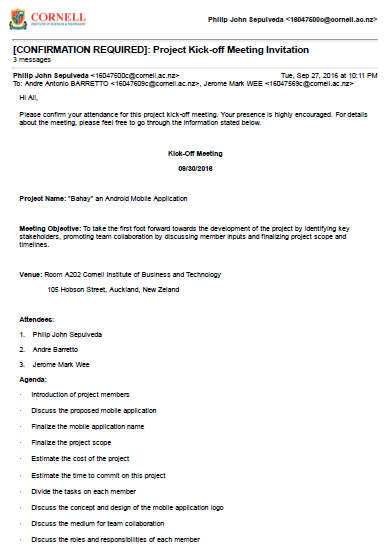 CORNELL
INSTITUTE OF BUSINESS & TECHNOLOGY
Philip John Sepulveda <16047500c@cornell.ac.nz>
[CONFIRMATION REQUIRED]: Project Kick-off Meeting Invitation
3 messages
Philip John Sepulveda <16047500c@cornell.ac.nz> Tue, Sep 27, 2016 at 10:11 PM
To: Andre Antonio BARRETTO <16047609c@cornell.ac.nz>, Jerome Mark WEE <16047569c@cornell.ac.nz>
Hi All,
Please confirm your attendance for this project kick-off meeting. Your presence is highly encouraged. For details
about the meeting, please feel free to go through the information stated below.
Kick-Off Meeting
09/30/2016
Project Name: "Bahay" an Android Mobile Application
Meeting Objective: To take the first foot forward towards the development of the project by identifying key
stakeholders, promoting team collaboration by discussing member inputs and finalizing project scope and
timelines.
Venue: Room A202 Cornell Institute of Business and Technology
105 Hobson Street, Auckland, New Zeland
Attendees:
1. Philip John Sepulveda
2. Andre Barretto
3. Jerome Mark Wee
Agenda:
· Introduction of project members
· Discuss the proposed mobile application
· Finalize the mobile application name
· Finalize the project scope
· Estimate the cost of the project
· Estimate the time to commit on this project
· Divide the tasks on each member
· Discuss the concept and design of the mobile application logo
· Discuss the medium for team collaboration
· Discuss the roles and responsibilities of each member